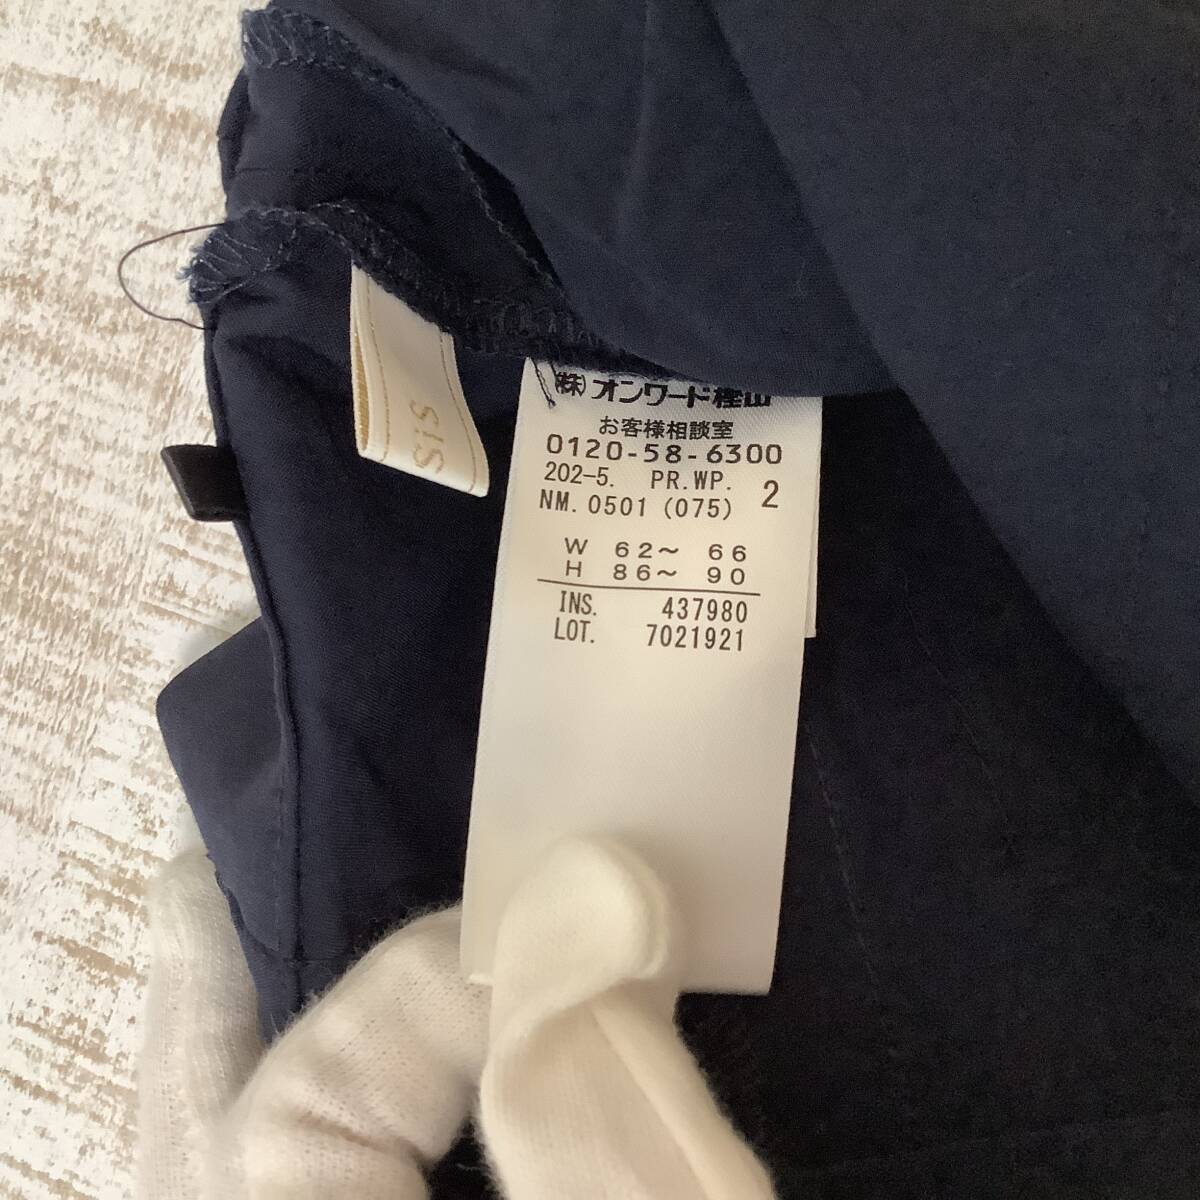 sis
(株)オンワード樫山
お客様相談室
0120-58-6300
202-5. PR.WP. 2
NM. 0501 (075)
W 62~ 66
H 86~ 90
INS. 437980
LOT. 7021921